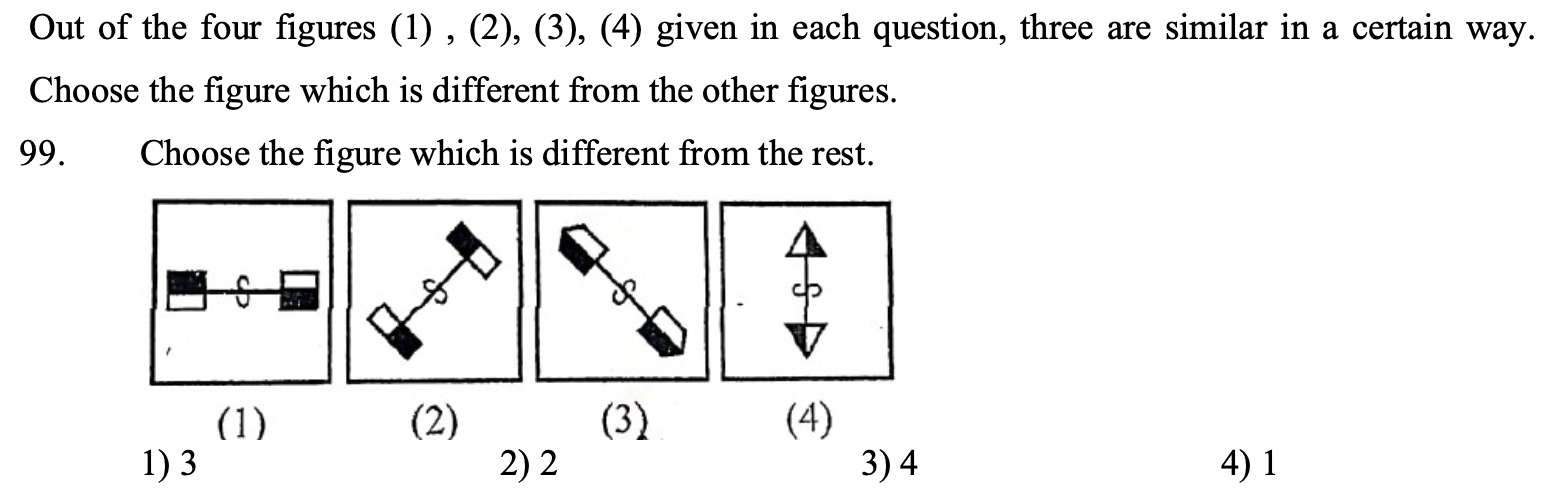 Out of the four figures (1) , (2), (3), (4) given in each question, three are similar in a certain way.
Choose the figure which is different from the other figures.
99. Choose the figure which is different from the rest.
S S S S
(1) (2) (3) (4)
1) 3 2) 2 3) 4 4) 1